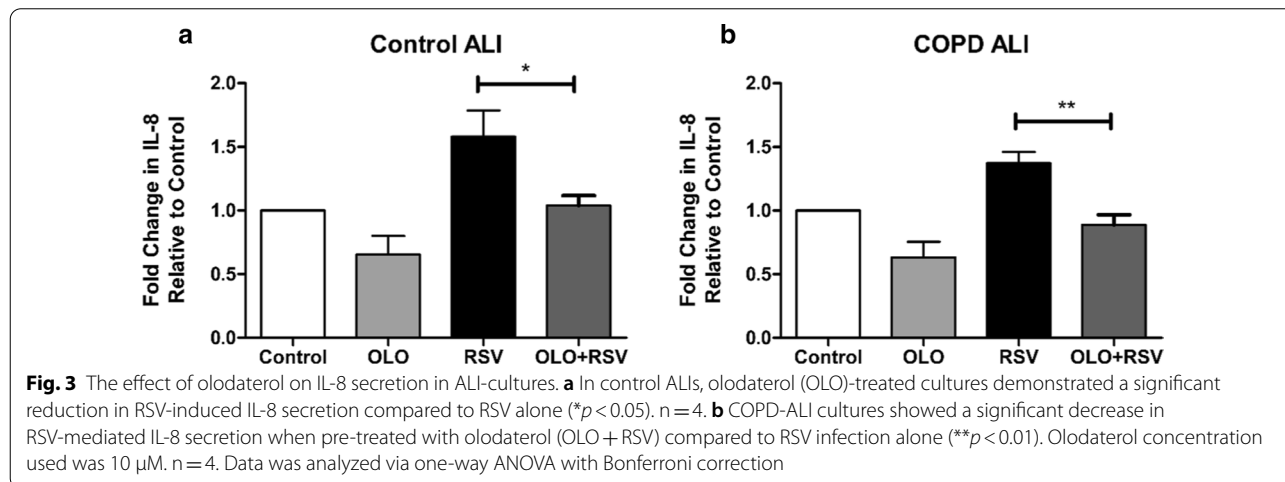 a
Control ALI
Fold Change in IL-8
Relative to Control
2.0
1.5
1.0
0.5
0.0
*
Control OLO RSV OLO+RSV
b
COPD ALI
Fold Change in IL-8
Relative to Control
2.0
1.5
1.0
0.5
0.0
**
Control OLO RSV OLO+RSV
Fig. 3 The effect of olodaterol on IL-8 secretion in ALI-cultures. a In control ALIs, olodaterol (OLO)-treated cultures demonstrated a significant
reduction in RSV-induced IL-8 secretion compared to RSV alone (*p < 0.05). n = 4. b COPD-ALI cultures showed a significant decrease in
RSV-mediated IL-8 secretion when pre-treated with olodaterol (OLO + RSV) compared to RSV infection alone (**p < 0.01). Olodaterol concentration
used was 10 µM. n = 4. Data was analyzed via one-way ANOVA with Bonferroni correction